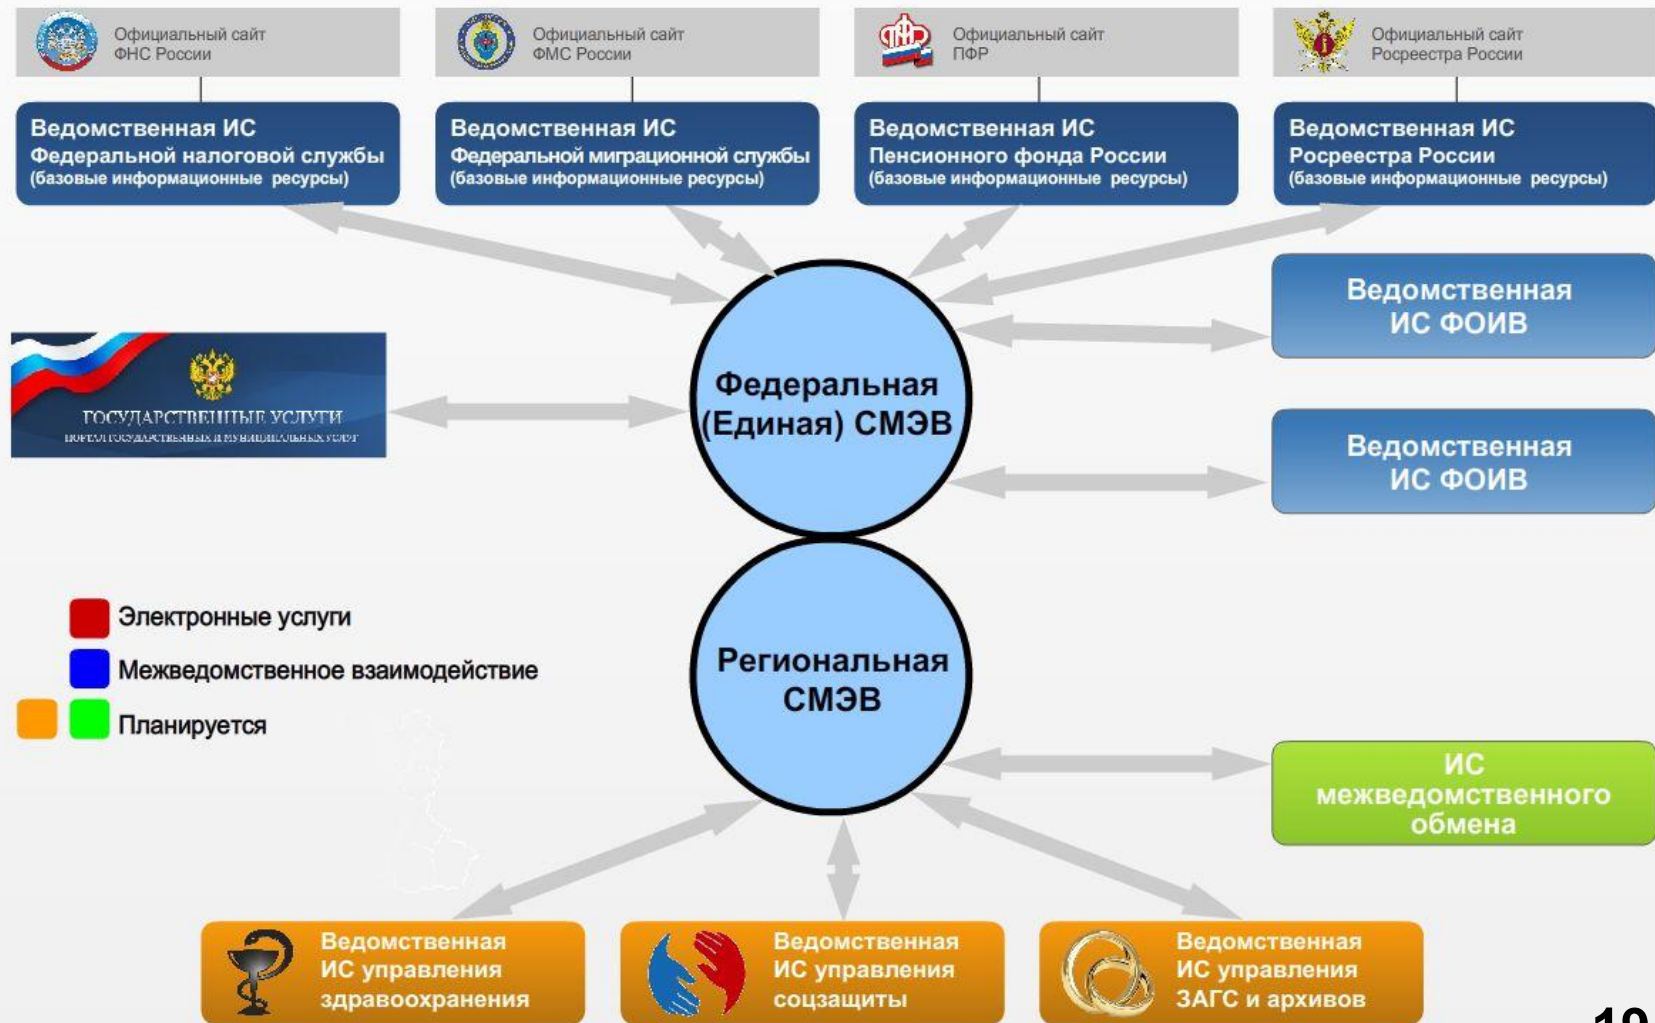 Официальный сайт
ФНС России
Официальный сайт
ФМС России
Официальный сайт
ПФР
Официальный сайт
Росреестра России
Ведомственная ИС
Федеральной налоговой службы
(базовые информационные ресурсы)
Ведомственная ИС
Федеральной миграционной службы
(базовые информационные ресурсы)
Ведомственная ИС
Пенсионного фонда России
(базовые информационные ресурсы)
Ведомственная ИС
Росреестра России
(базовые информационные ресурсы)
Ведомственная
ИС ФОИВ
ГОСУДАРСТВЕННЫЕ УСЛУГИ
ПОРТАЛ ГОСУДАРСТВЕННЫХ И МУНИЦИПАЛЬНЫХ УСЛУГ
Федеральная
(Единая) СМЭВ
Ведомственная
ИС ФОИВ
Электронные услуги
Межведомственное взаимодействие
Планируется
Региональная
СМЭВ
ИС
межведомственного
обмена
Ведомственная
ИС управления
здравоохранения
Ведомственная
ИС управления
соцзащиты
Ведомственная
ИС управления
ЗАГС и архивов